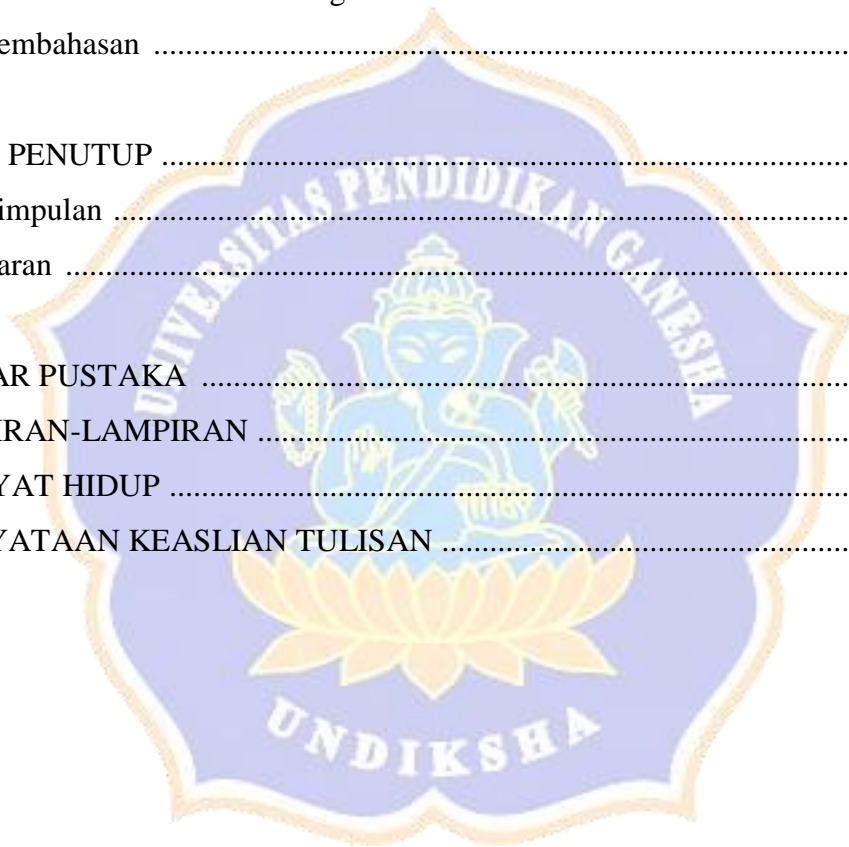 embahasan ..........................................................................................
PENUTUP ..........................................................................................
impulan ..........................................................................................
aran ..........................................................................................
AR PUSTAKA ..........................................................................................
IRAN-LAMPIRAN ..........................................................................................
YAT HIDUP ..........................................................................................
YATAAN KEASLIAN TULISAN ..........................................................................................
UNIVERSITAS PENDIDIKAN GANESHA
UNDIKSHA